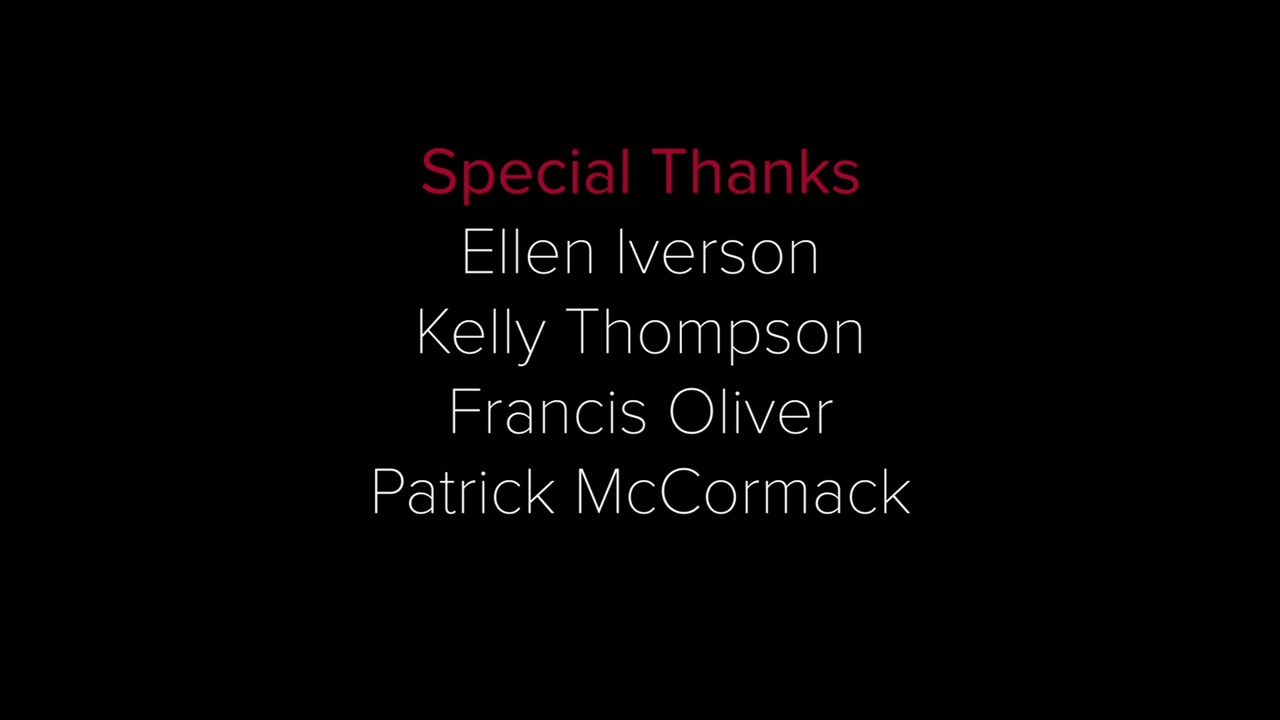 Special Thanks
Ellen Iverson
Kelly Thompson
Francis Oliver
Patrick McCormack